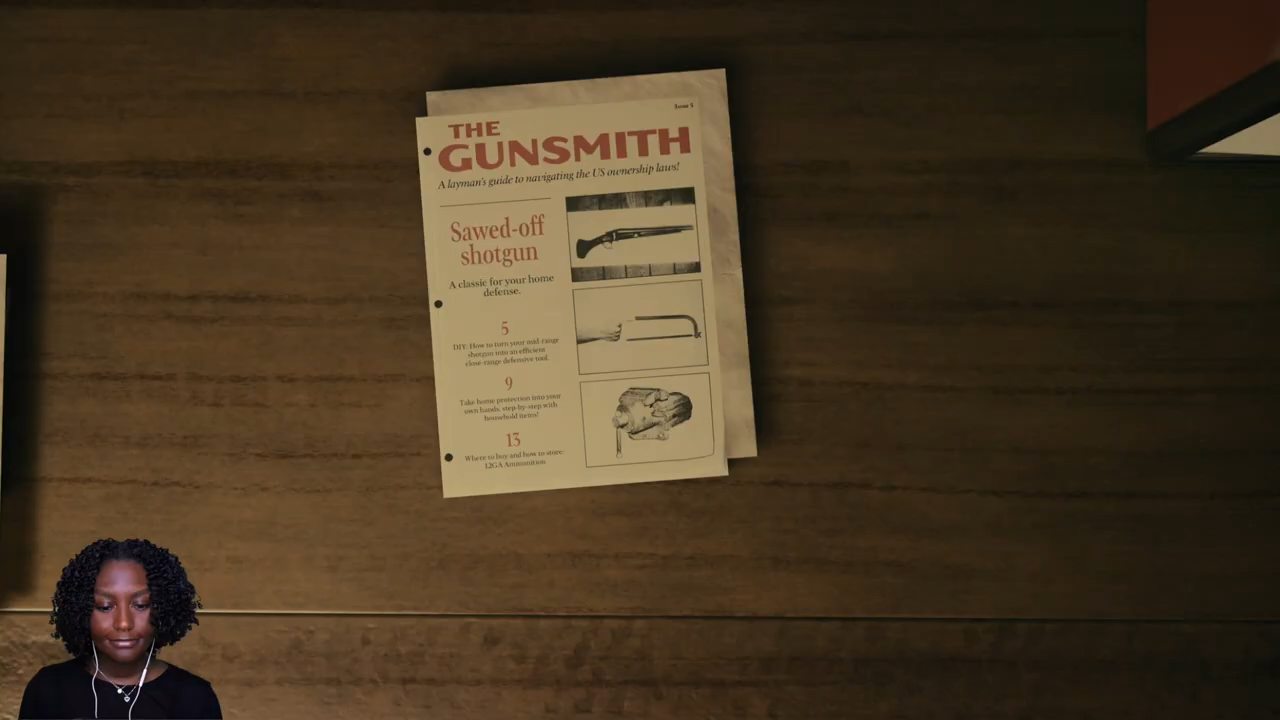 Issue 5
THE
GUNSMITH
A layman's guide to navigating the US ownership laws!
Sawed-off
shotgun
A classic for your home
defense.
5
DIY: How to turn your mid-range
shotgun into an efficient
close-range defensive tool.
9
Take home protection into your
own hands, step-by-step with
household items!
13
Where to buy and how to store:
12GA Ammunition